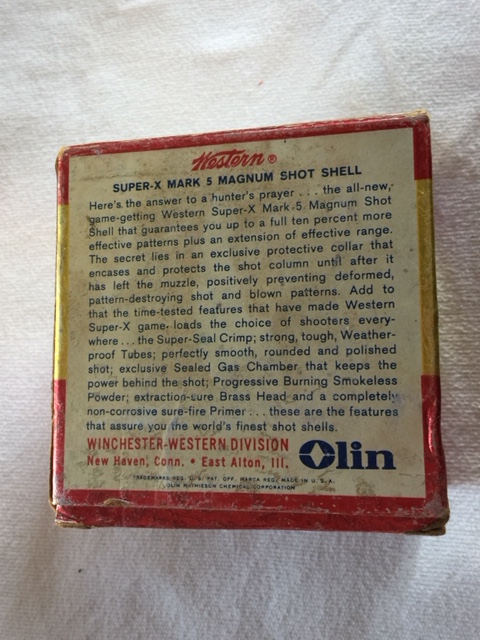 Western ®
SUPER-X MARK 5 MAGNUM SHOT SHELL
Here's the answer to a hunter's prayer . . . the all-new,
game-getting Western Super-X Mark 5 Magnum Shot
Shell that guarantees you up to a full ten percent more
effective patterns plus an extension of effective range.
The secret lies in an exclusive protective collar that
encases and protects the shot column until after it
has left the muzzle, positively preventing deformed,
pattern-destroying shot and blown patterns. Add to
that the time-tested features that have made Western
Super-X game loads the choice of shooters every-
where . . . the Super-Seal Crimp; strong, tough, Weather-
proof Tubes; perfectly smooth, rounded and polished
shot; exclusive Sealed Gas Chamber that keeps the
power behind the shot; Progressive Burning Smokeless
Powder; extraction-sure Brass Head and a completely
non-corrosive sure-fire Primer . . . these are the features
that assure you the world's finest shot shells.
WINCHESTER-WESTERN DIVISION
New Haven, Conn. • East Alton, Ill.
Olin
TRADEMARKS REG. U. S. PAT. OFF. MARCA REG. MADE IN U. S. A.
OLIN MATHIESON CHEMICAL CORPORATION